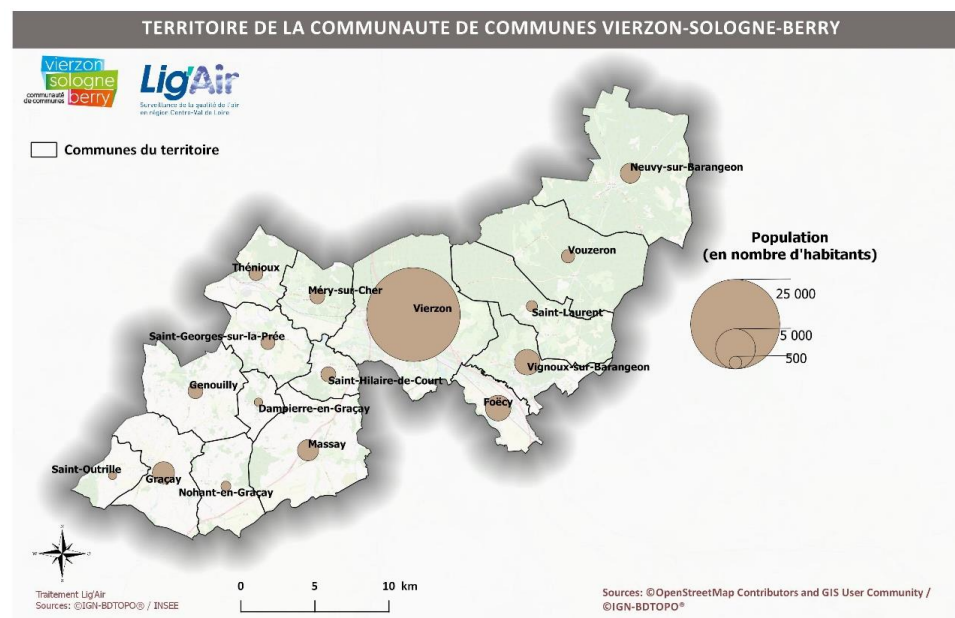 TERRITOIRE DE LA COMMUNAUTE DE COMMUNES VIERZON-SOLOGNE-BERRY
vierzon
sologne
communauté
de communes
berry
Lig'Air
Surveillance de la qualité de l'air
en région Centre-Val de Loire
Communes du territoire
Neuvy-sur-Barangeon
Population
(en nombre d'habitants)
25 000
5 000
500
Vouzeron
Thénioux
Méry-sur-Cher
Vierzon
Saint-Laurent
Saint-Georges-sur-la-Prée
Vignoux-sur-Barangeon
Saint-Hilaire-de-Court
Genouilly
Foëcy
Dampierre-en-Graçay
Massay
Saint-Outrille
Graçay
Nohant-en-Graçay
0 5 10 km
Traitement Lig'Air
Sources: ©IGN-BDTOPO® / INSEE
Sources: ©OpenStreetMap Contributors and GIS User Community /
©IGN-BDTOPO®